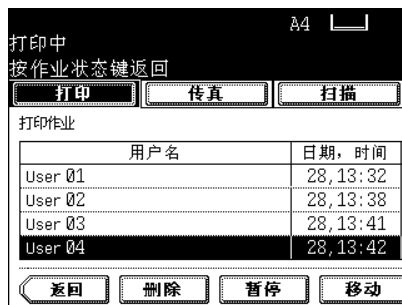 A4
打印中
按作业状态键返回
打印 传真 扫描
打印作业
用户名 日期，时间
User 01 28,13:32
User 02 28,13:38
User 03 28,13:41
User 04 28,13:42
返回 删除 暂停 移动